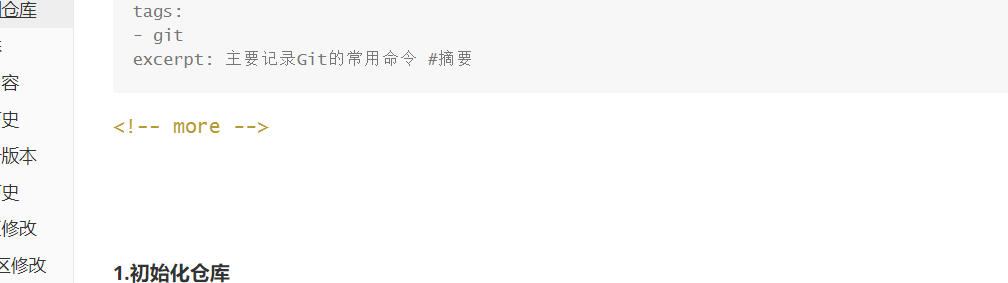 仓库
tags:
- git
excerpt: 主要记录Git的常用命令 #摘要
容
史
<!-- more -->
版本
史
修改
区修改
1.初始化仓库